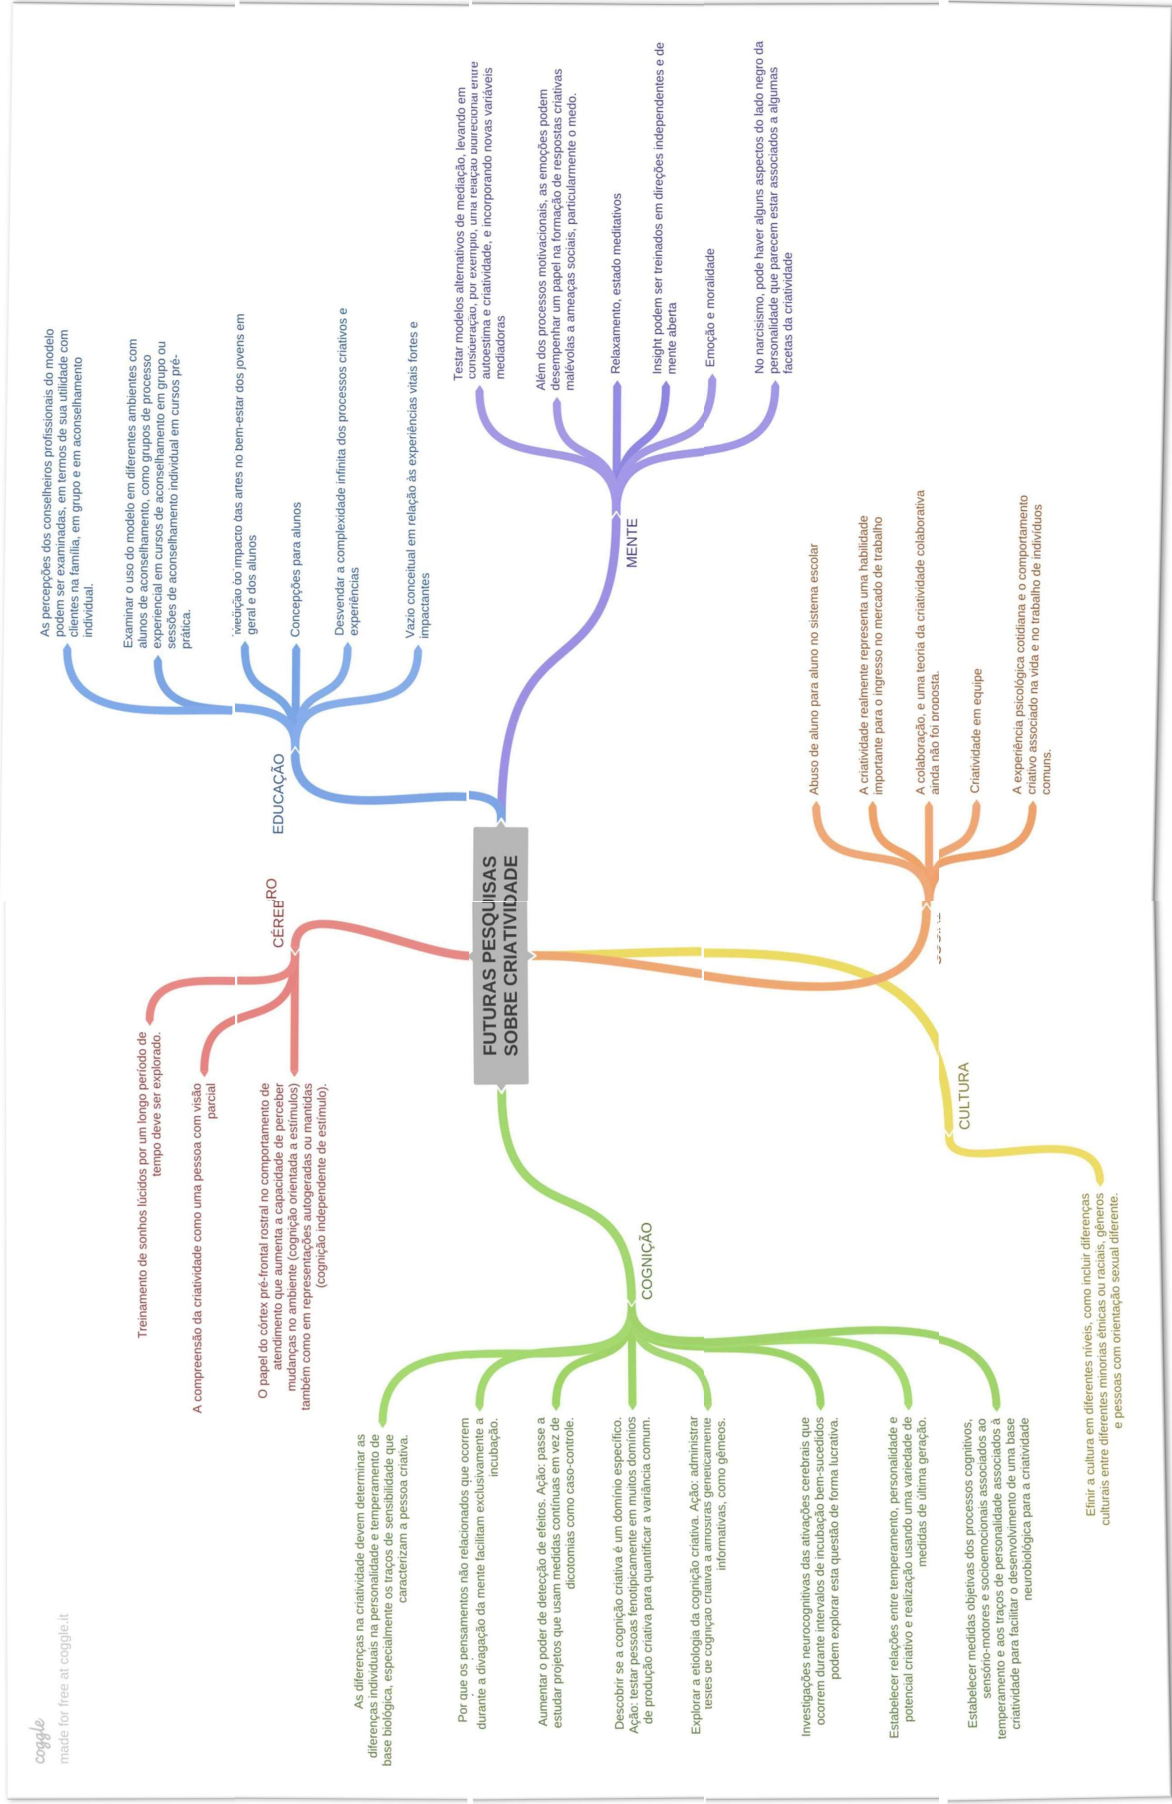 coggle
made for free at coggle.it
FUTURAS PESQUISAS
SOBRE CRIATIVIDADE
CÉREBRO
Treinamento de sonhos lúcidos por um longo período de
tempo deve ser explorado.
A compreensão da criatividade como uma pessoa com visão
parcial
O papel do córtex pré-frontal rostral no comportamento de
atendimento que aumenta a capacidade de perceber
mudanças no ambiente (cognição orientada a estímulos)
também como em representações autogeradas ou mantidas
(cognição independente de estímulo).
EDUCAÇÃO
As percepções dos conselheiros profissionais do modelo
podem ser examinadas, em termos de sua utilidade com
clientes na família, em grupo e em aconselhamento
individual.
Examinar o uso do modelo em diferentes ambientes com
alunos de aconselhamento, como grupos de processo
experiencial em cursos de aconselhamento em grupo ou
sessões de aconselhamento individual em cursos pré-
prática.
Medição do impacto das artes no bem-estar dos jovens em
geral e dos alunos
Concepções para alunos
Desvendar a complexidade infinita dos processos criativos e
experiências
Vazio conceitual em relação às experiências vitais fortes e
impactantes
MENTE
Testar modelos alternativos de mediação, levando em
consideração, por exemplo, uma relação bidirecional entre
autoestima e criatividade, e incorporando novas variáveis
mediadoras
Além dos processos motivacionais, as emoções podem
desempenhar um papel na formação de respostas criativas
malévolas a ameaças sociais, particularmente o medo.
Relaxamento, estado meditativos
Insight podem ser treinados em direções independentes e de
mente aberta
Emoção e moralidade
No narcisismo, pode haver alguns aspectos do lado negro da
personalidade que parecem estar associados a algumas
facetas da criatividade
COGNIÇÃO
As diferenças na criatividade devem determinar as
diferenças individuais na personalidade e temperamento de
base biológica, especialmente os traços de sensibilidade que
caracterizam a pessoa criativa.
Por que os pensamentos não relacionados que ocorrem
durante a divagação da mente facilitam exclusivamente a
incubação.
Aumentar o poder de detecção de efeitos. Ação: passe a
estudar projetos que usam medidas contínuas em vez de
dicotomias como caso-controle.
Descobrir se a cognição criativa é um domínio específico.
Ação: testar pessoas fenotipicamente em muitos domínios
de produção criativa para quantificar a variância comum.
Explorar a etiologia da cognição criativa. Ação: administrar
testes de cognição criativa a amostras geneticamente
informativas, como gêmeos.
Investigações neurocognitivas das ativações cerebrais que
ocorrem durante intervalos de incubação bem-sucedidos
podem explorar esta questão de forma lucrativa.
Estabelecer relações entre temperamento, personalidade e
potencial criativo e realização usando uma variedade de
medidas de última geração.
Estabelecer medidas objetivas dos processos cognitivos,
sensório-motores e socioemocionais associados ao
temperamento e aos traços de personalidade associados à
criatividade para facilitar o desenvolvimento de uma base
neurobiológica para a criatividade
Abuso de aluno para aluno no sistema escolar
A criatividade realmente representa uma habilidade
importante para o ingresso no mercado de trabalho
A colaboração, e uma teoria da criatividade colaborativa
ainda não foi proposta.
Criatividade em equipe
A experiência psicológica cotidiana e o comportamento
criativo associado na vida e no trabalho de indivíduos
comuns.
CULTURA
Efinir a cultura em diferentes níveis, como incluir diferenças
culturais entre diferentes minorias étnicas ou raciais, gêneros
e pessoas com orientação sexual diferente.